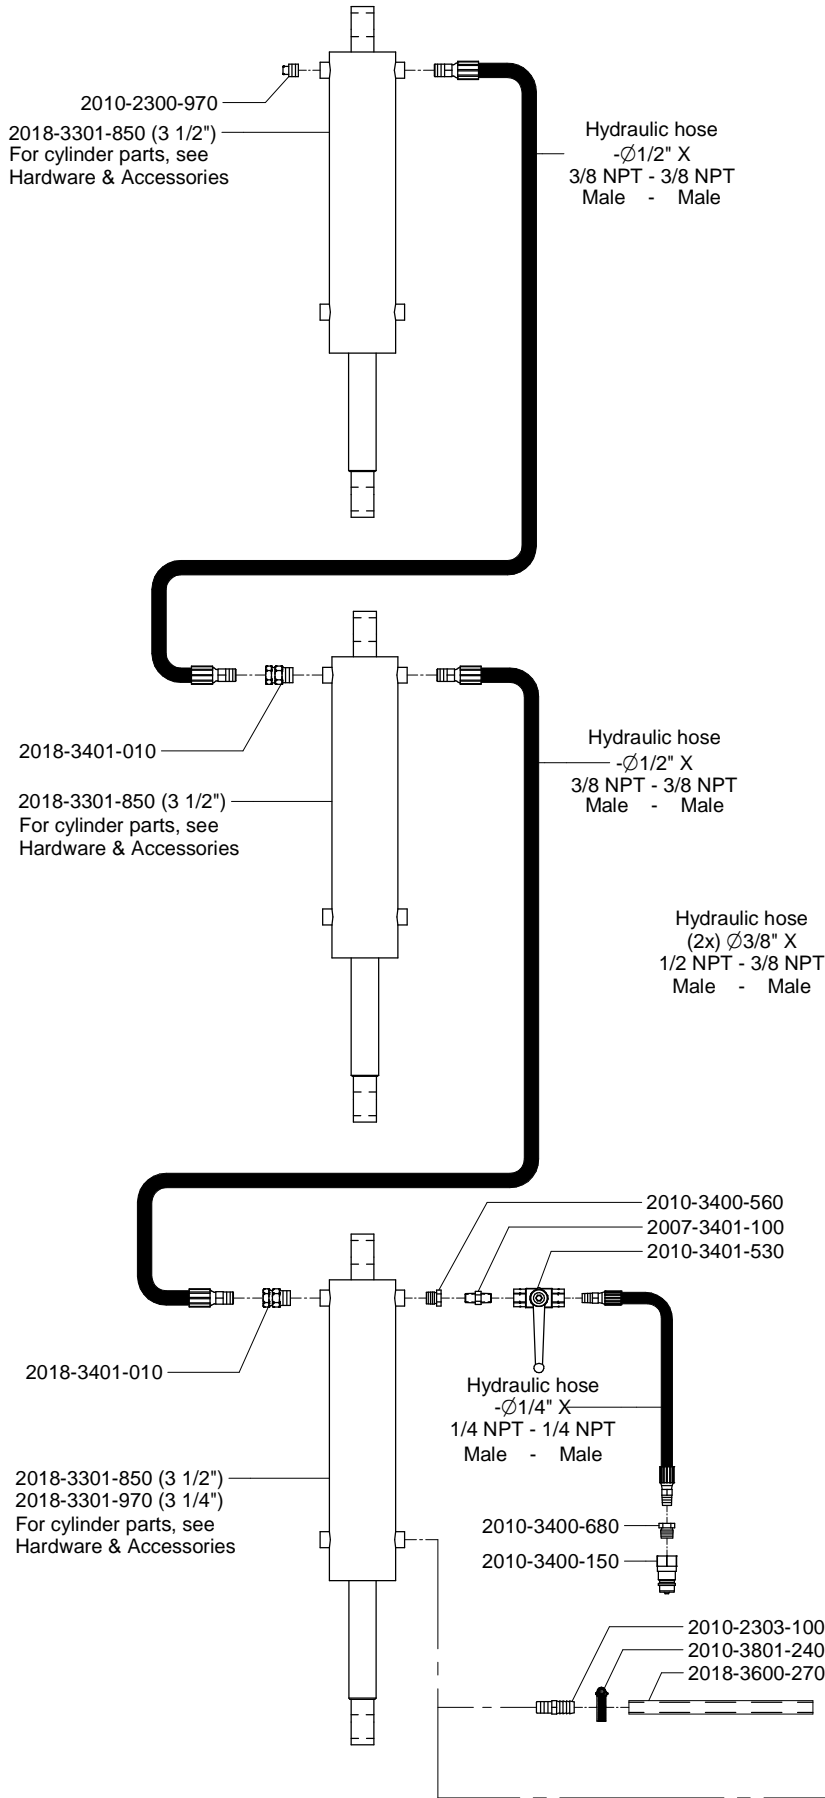 2010-2300-970
2018-3301-850 (3 1/2")
For cylinder parts, see
Hardware & Accessories
Hydraulic hose
-Ø1/2" X
3/8 NPT - 3/8 NPT
Male - Male
2018-3401-010
2018-3301-850 (3 1/2")
For cylinder parts, see
Hardware & Accessories
Hydraulic hose
-Ø1/2" X
3/8 NPT - 3/8 NPT
Male - Male
Hydraulic hose
(2x) Ø3/8" X
1/2 NPT - 3/8 NPT
Male - Male
2010-3400-560
2007-3401-100
2010-3401-530
2018-3401-010
Hydraulic hose
-Ø1/4" X
1/4 NPT - 1/4 NPT
Male - Male
2018-3301-850 (3 1/2")
2018-3301-970 (3 1/4")
For cylinder parts, see
Hardware & Accessories
2010-3400-680
2010-3400-150
2010-2303-100
2010-3801-240
2018-3600-270